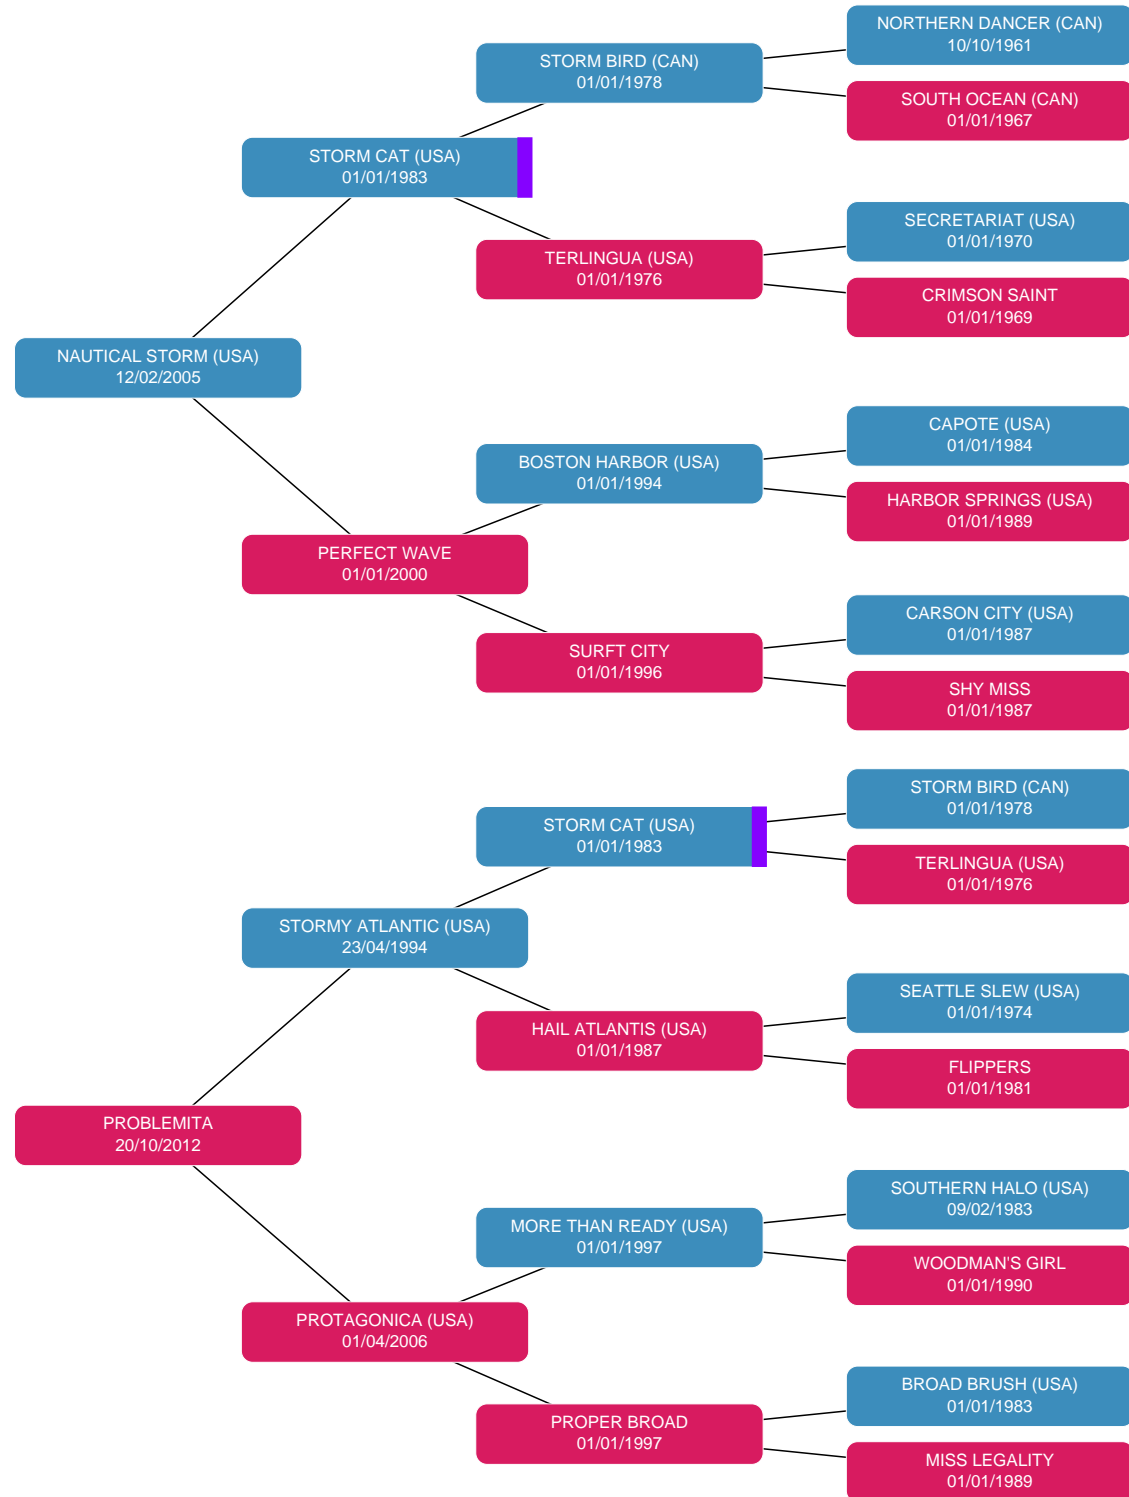 NORTHERN DANCER (CAN)
10/10/1961
STORM BIRD (CAN)
01/01/1978
SOUTH OCEAN (CAN)
01/01/1967
STORM CAT (USA)
01/01/1983
SECRETARIAT (USA)
01/01/1970
TERLINGUA (USA)
01/01/1976
CRIMSON SAINT
01/01/1969
NAUTICAL STORM (USA)
12/02/2005
CAPOTE (USA)
01/01/1984
BOSTON HARBOR (USA)
01/01/1994
HARBOR SPRINGS (USA)
01/01/1989
PERFECT WAVE
01/01/2000
CARSON CITY (USA)
01/01/1987
SURFT CITY
01/01/1996
SHY MISS
01/01/1987
STORM BIRD (CAN)
01/01/1978
STORM CAT (USA)
01/01/1983
TERLINGUA (USA)
01/01/1976
STORMY ATLANTIC (USA)
23/04/1994
SEATTLE SLEW (USA)
01/01/1974
HAIL ATLANTIS (USA)
01/01/1987
FLIPPERS
01/01/1981
PROBLEMITA
20/10/2012
SOUTHERN HALO (USA)
09/02/1983
MORE THAN READY (USA)
01/01/1997
WOODMAN'S GIRL
01/01/1990
PROTAGONICA (USA)
01/04/2006
BROAD BRUSH (USA)
01/01/1983
PROPER BROAD
01/01/1997
MISS LEGALITY
01/01/1989